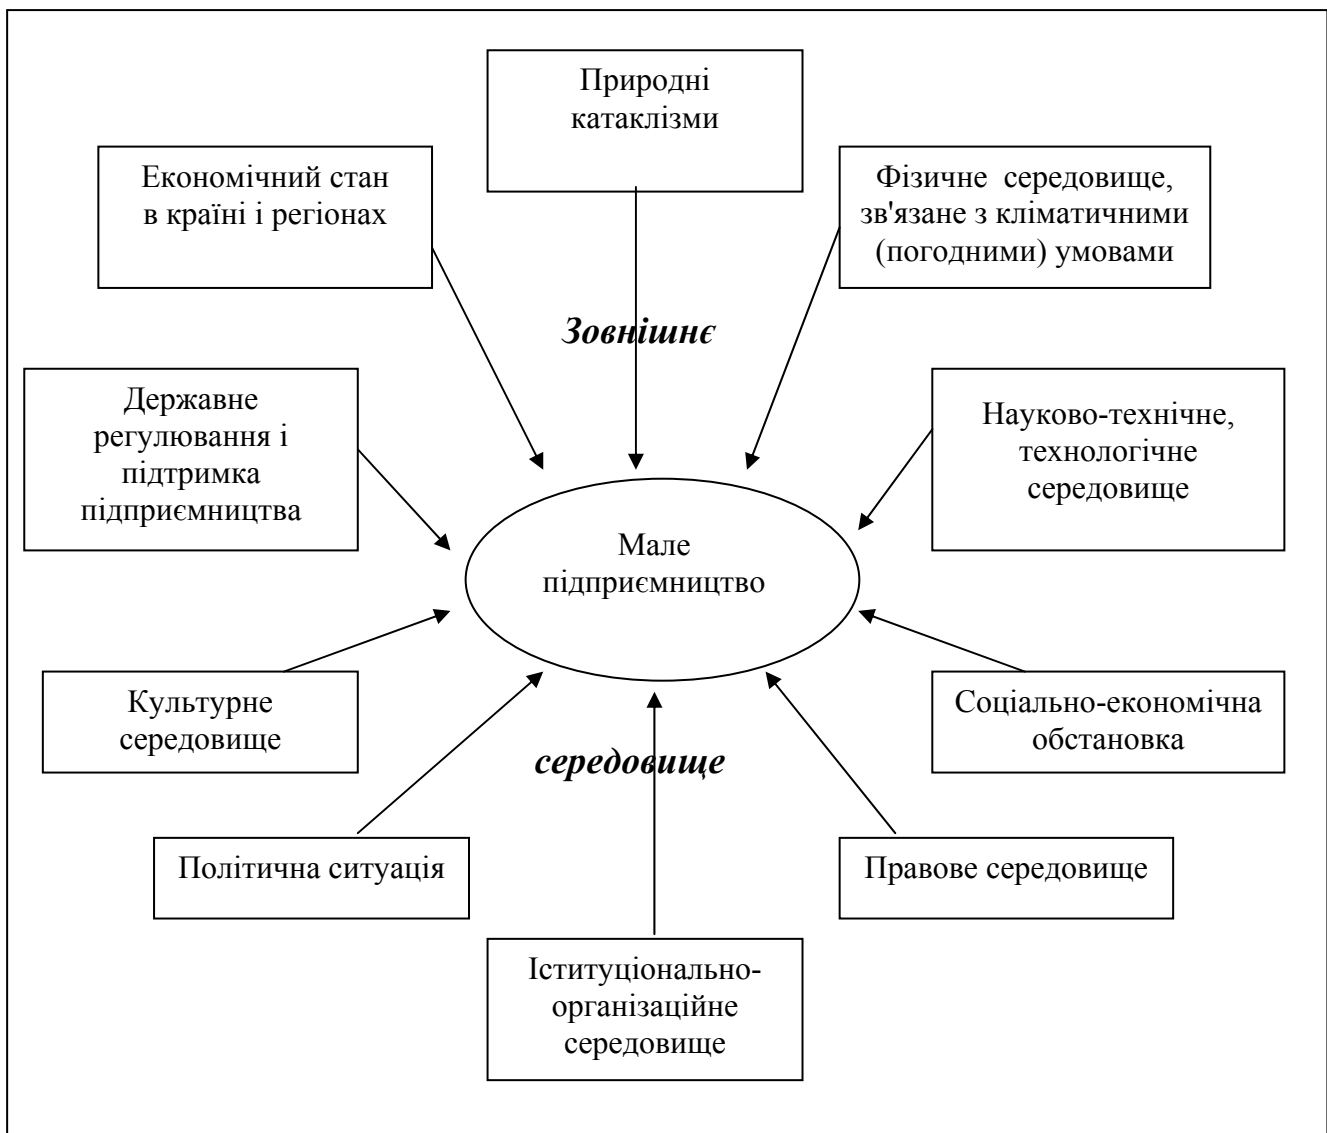 Природні
катаклізми
Економічний стан
в країні і регіонах
Фізичне середовище,
зв'язане з кліматичними
(погодними) умовами
Зовнішнє
Державне
регулювання і
підтримка
підприємництва
Науково-технічне,
технологічне
середовище
Мале
підприємництво
Культурне
середовище
Соціально-економічна
обстановка
середовище
Політична ситуація
Правове середовище
Іституціонально-
організаційне
середовище